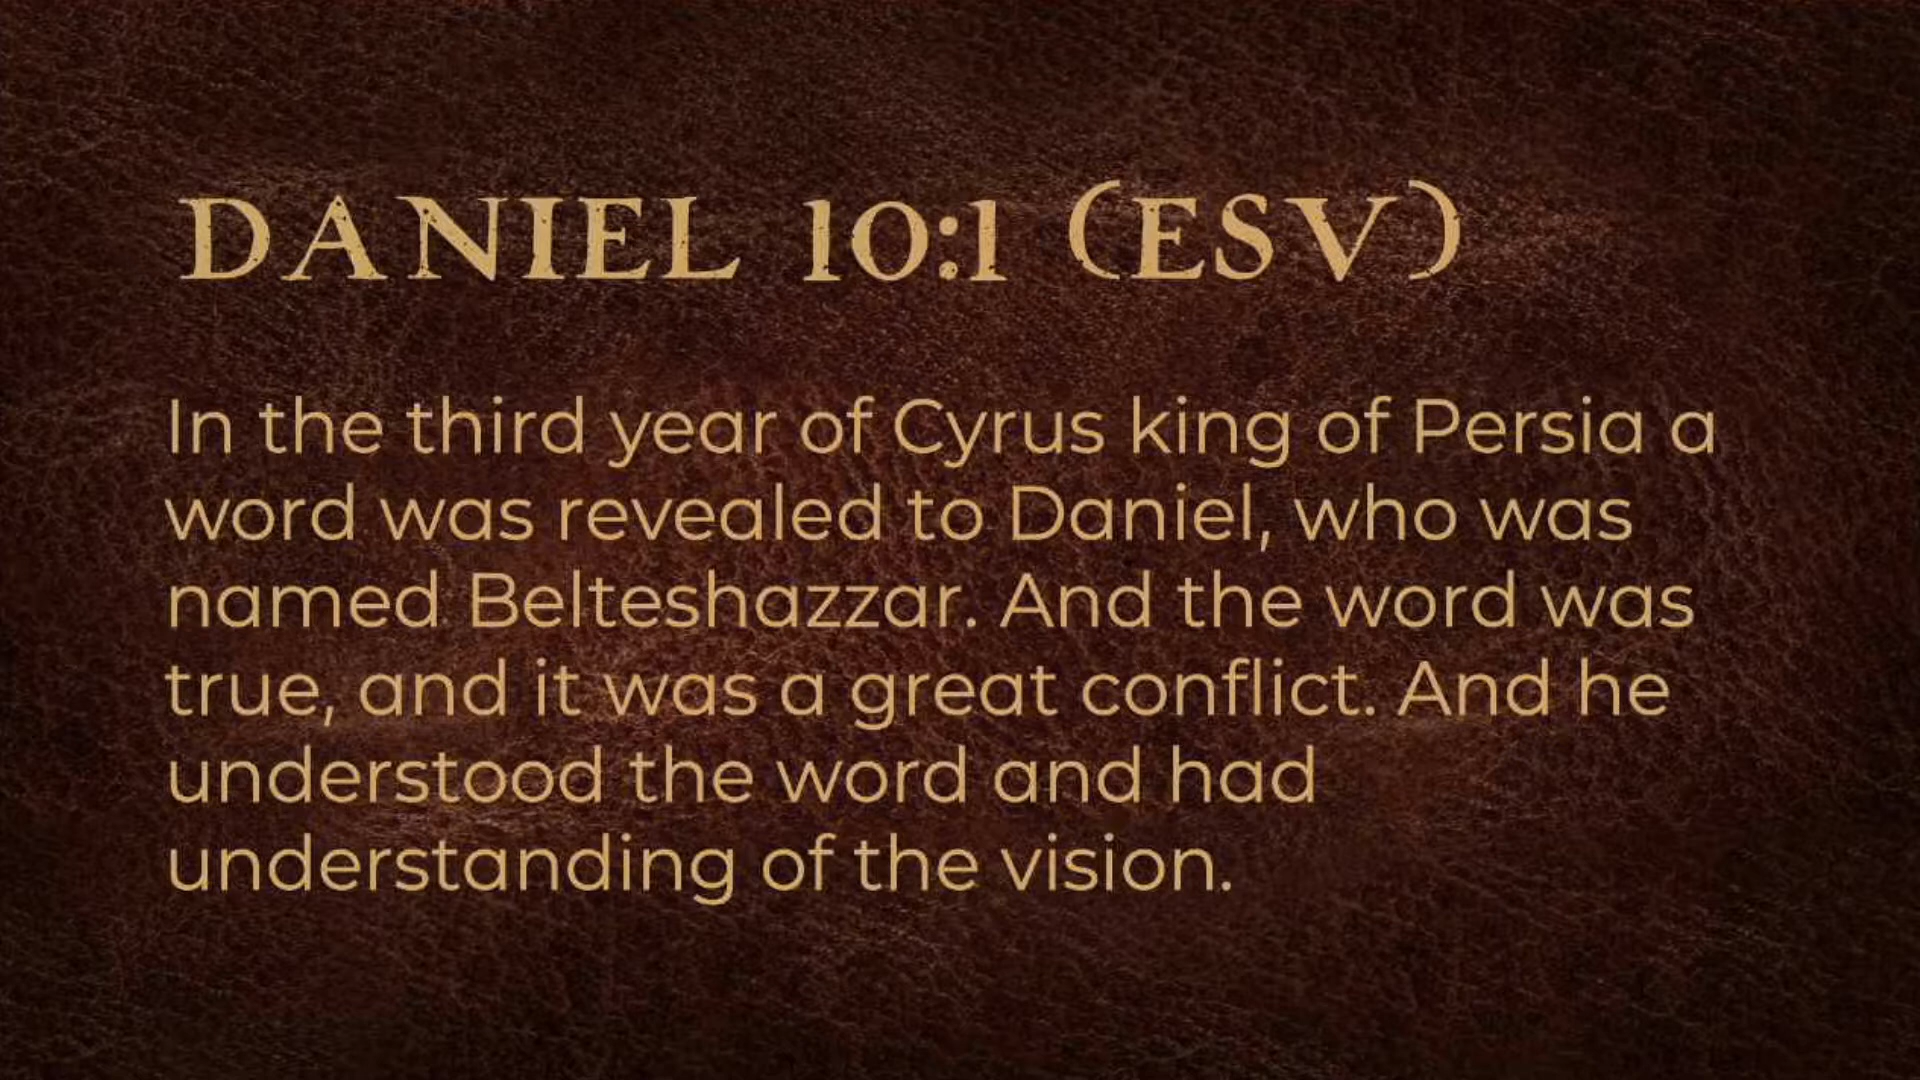 DANIEL 10:1 (ESV)
In the third year of Cyrus king of Persia a
word was revealed to Daniel, who was
named Belteshazzar. And the word was
true, and it was a great conflict. And he
understood the word and had
understanding of the vision.